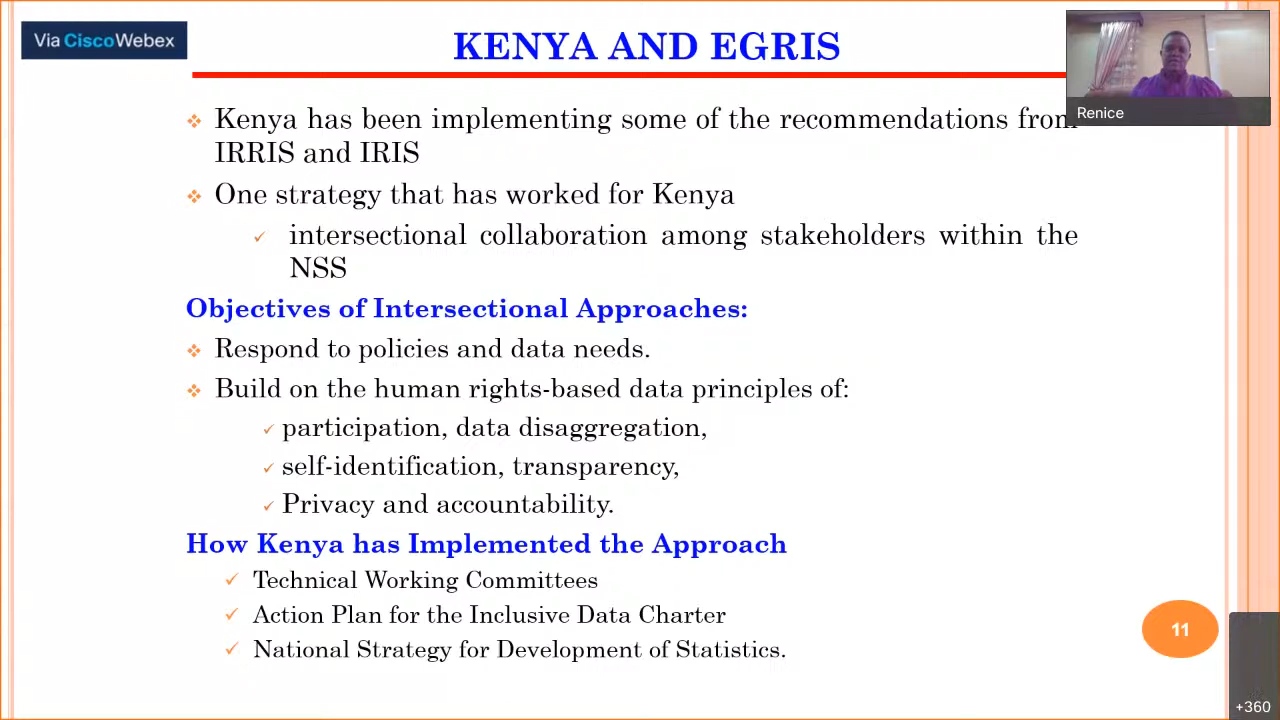 Via Cisco Webex
KENYA AND EGRIS
Renice
Kenya has been implementing some of the recommendations from
IRRIS and IRIS
One strategy that has worked for Kenya
intersectional collaboration among stakeholders within the
NSS
Objectives of Intersectional Approaches:
Respond to policies and data needs.
Build on the human rights-based data principles of:
participation, data disaggregation,
self-identification, transparency,
Privacy and accountability.
How Kenya has Implemented the Approach
Technical Working Committees
Action Plan for the Inclusive Data Charter
National Strategy for Development of Statistics.
11
+360